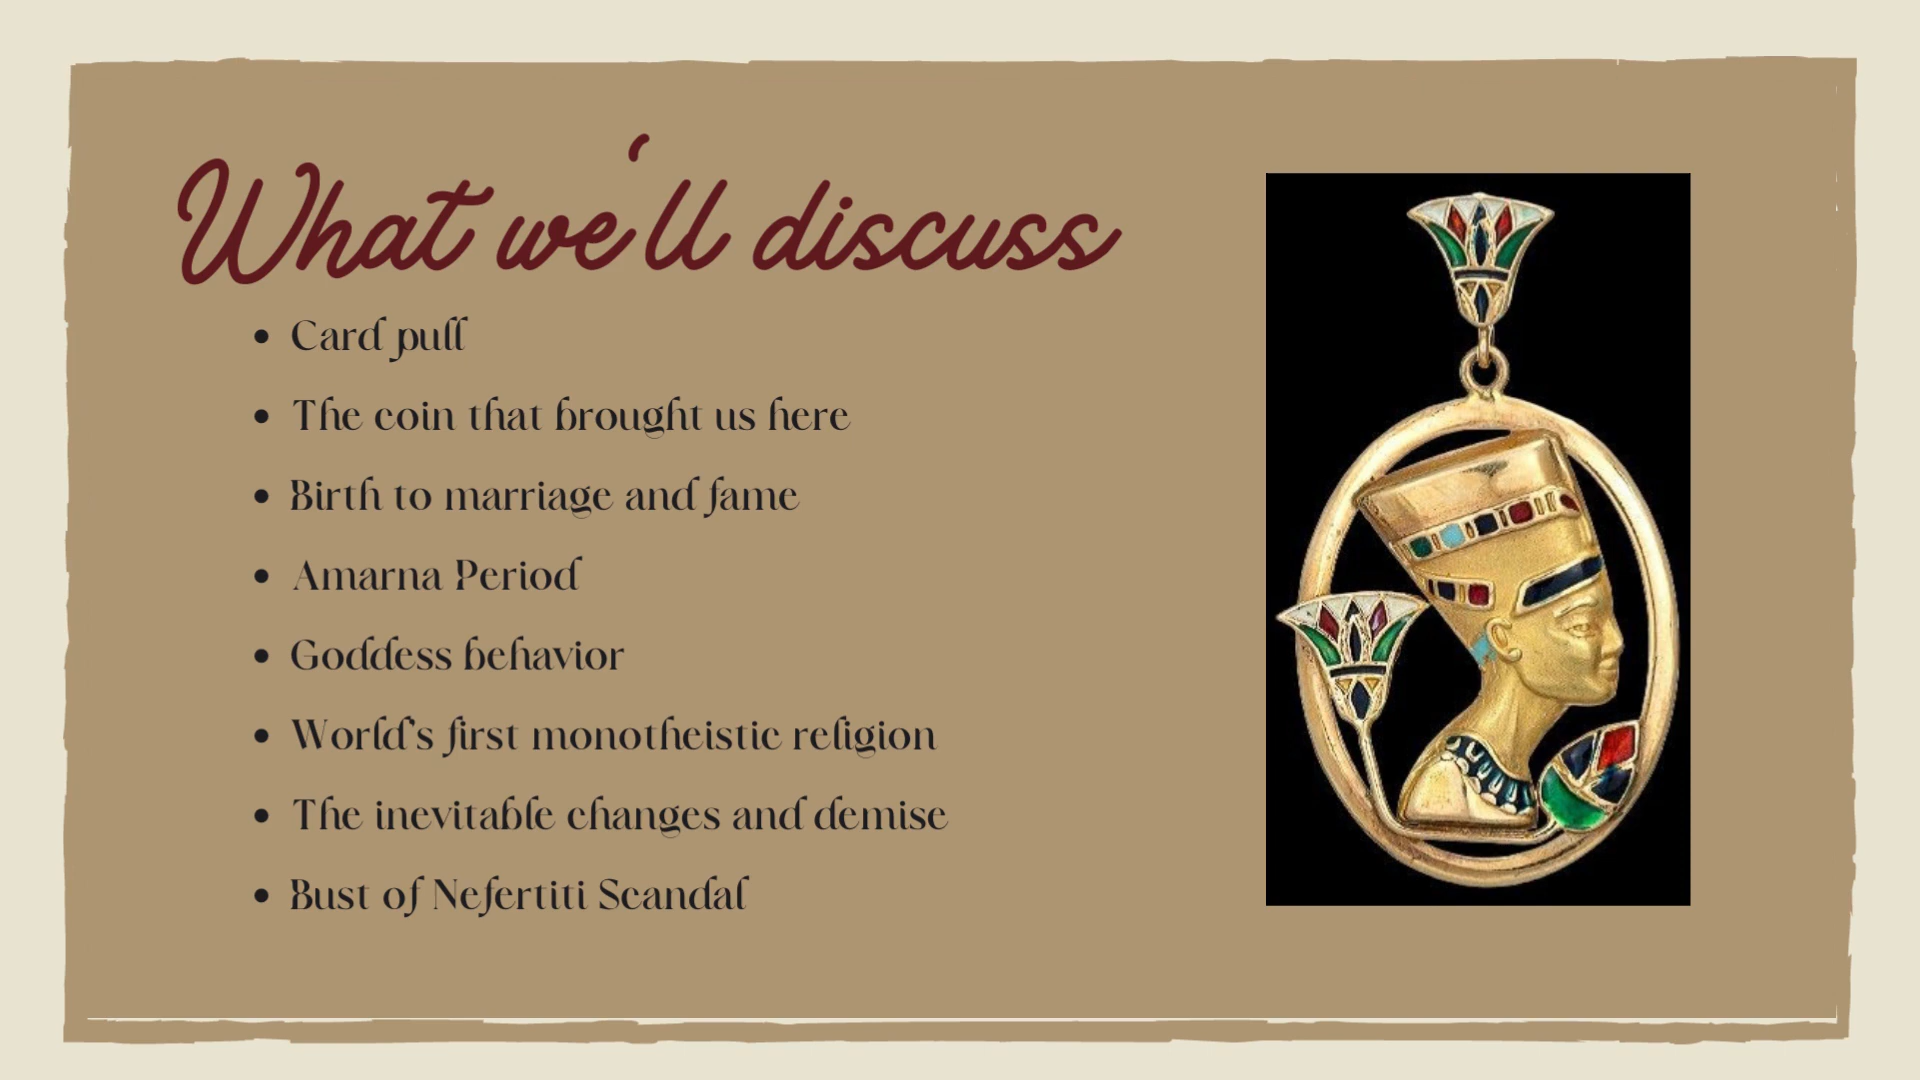 What we'll discuss
• Card pull
• The coin that brought us here
• Birth to marriage and fame
• Amarna Period
• Goddess behavior
• World's first monotheistic religion
• The inevitable changes and demise
• Bust of Nefertiti Scandal